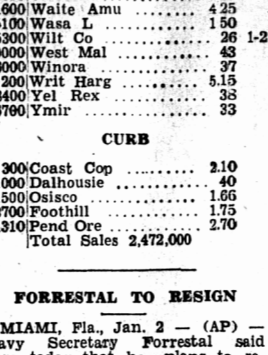 600 Waite Amu .... 4 25
100 Wasa L .......... 1 50
300 Wilt Co ......... 26 1-2
000 West Mal ........ 43
000 Winora .......... 37
200 Writ Harg ...... 5.15
400 Yel Rex ......... 38
700 Ymir ............ 33
CURB
300 Coast Cop .......... 2.10
000 Dalhousie .......... 40
500 Osisco ............. 1.66
700 Foothill ........... 1.75
310 Pend Ore ........... 2.70
Total Sales 2,472,000
FORRESTAL TO RESIGN
MIAMI, Fla., Jan. 2 — (AP) —
avy Secretary Forrestal said